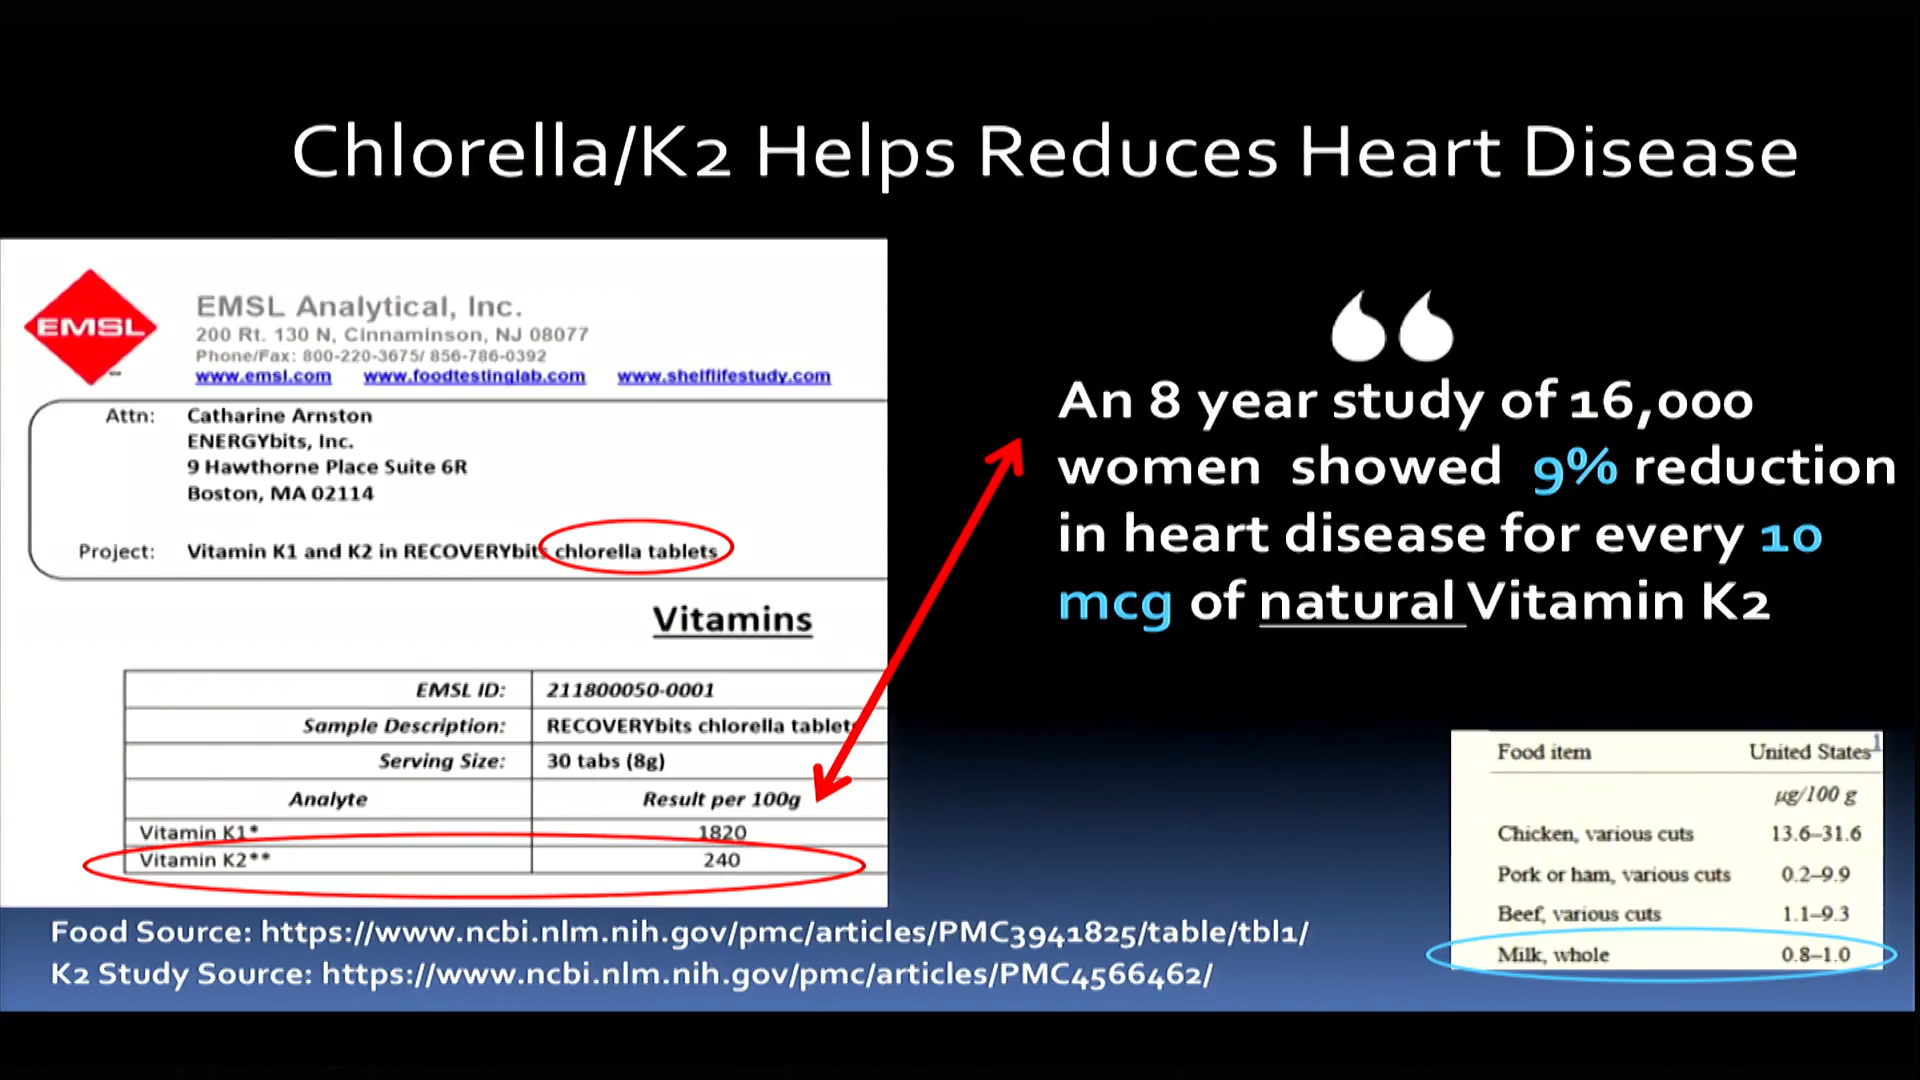 Chlorella/K2 Helps Reduces Heart Disease
EMSL
EMSL Analytical, Inc.
200 Rt. 130 N, Cinnaminson, NJ 08077
Phone/Fax: 800-220-3675/ 856-786-0392
www.emsl.com www.foodtestinglab.com www.shelflifestudy.com
Attn: Catharine Arnston
ENERGYbits, Inc.
9 Hawthorne Place Suite 6R
Boston, MA 02114
Project: Vitamin K1 and K2 in RECOVERYbits chlorella tablets
Vitamins
EMSL ID: 211800050-0001
Sample Description: RECOVERYbits chlorella tablets
Serving Size: 30 tabs (8g)
Analyte Result per 100g
Vitamin K1* 1820
Vitamin K2** 240
“
An 8 year study of 16,000
women showed 9% reduction
in heart disease for every 10
mcg of natural Vitamin K2
Food item United States1
µg/100 g
Chicken, various cuts 13.6–31.6
Pork or ham, various cuts 0.2–9.9
Beef, various cuts 1.1–9.3
Milk, whole 0.8–1.0
Food Source: https://www.ncbi.nlm.nih.gov/pmc/articles/PMC3941825/table/tbl1/
K2 Study Source: https://www.ncbi.nlm.nih.gov/pmc/articles/PMC4566462/